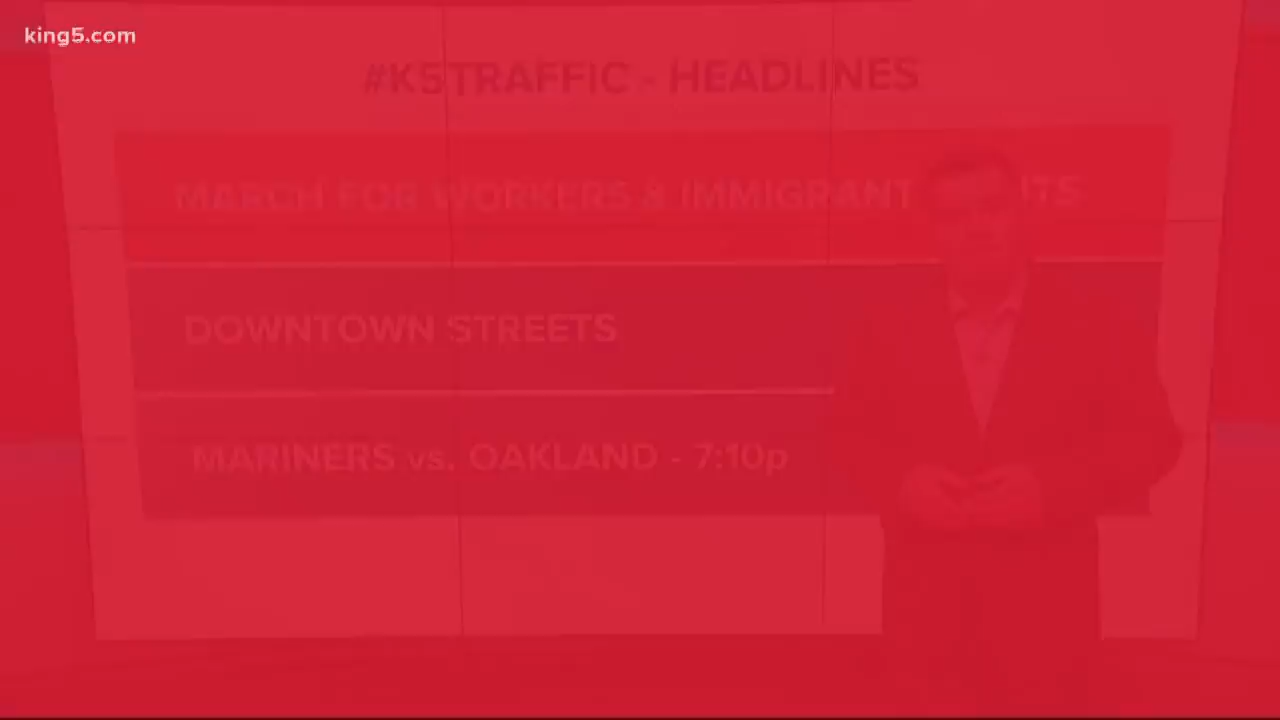 king5.com
#K5TRAFFIC - HEADLINES
MARCH FOR WORKERS & IMMIGRANT
DOWNTOWN STREETS
MARINERS vs. OAKLAND - 7:10p